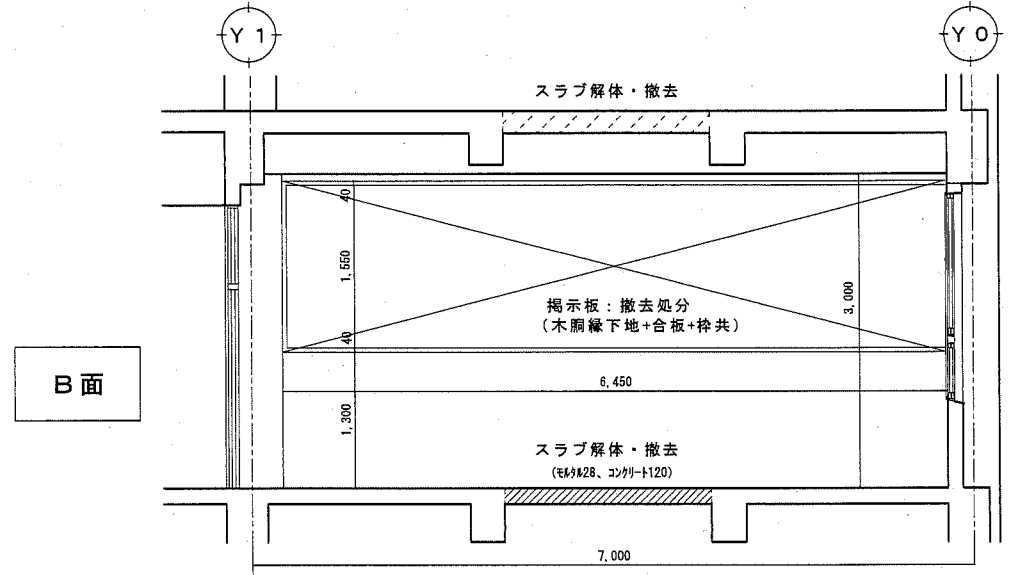 Y 1
Y 0
スラブ解体・撤去
40
1,550
掲示板：撤去処分
（木胴縁下地+合板+枠共）
3,000
40
B面
6,450
1,300
スラブ解体・撤去
（ﾓﾙﾀﾙ28、ｺﾝｸﾘｰﾄ120）
7,000